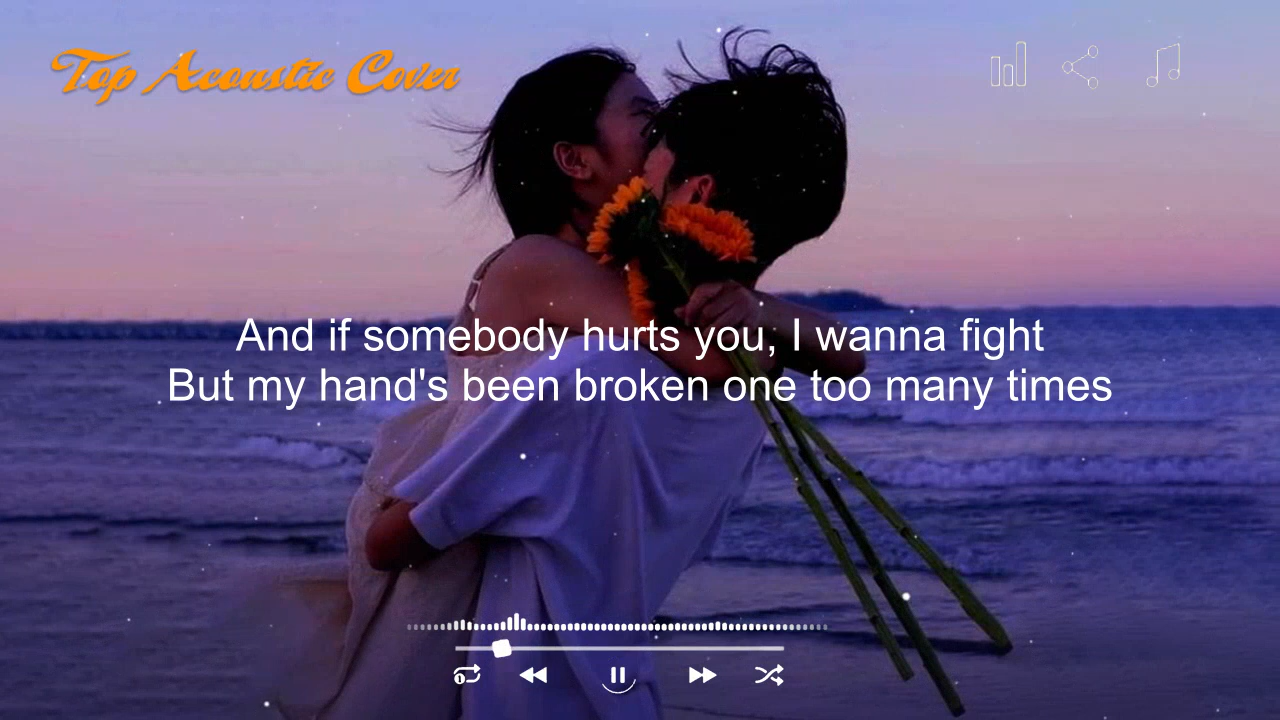 Top Acoustic Cover
And if somebody hurts you, I wanna fight
But my hand's been broken one too many times
1